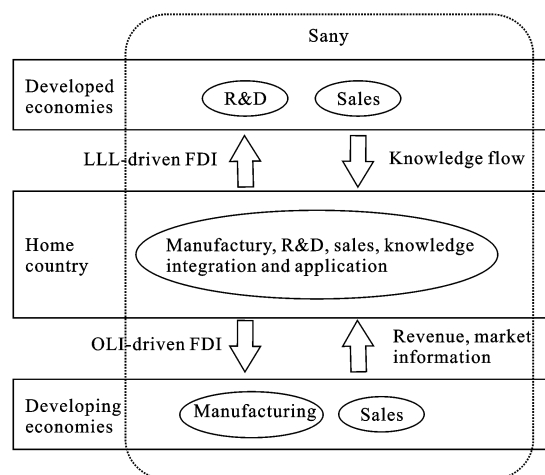 Sany
Developed
economies
R&D
Sales
LLL-driven FDI
Knowledge flow
Home
country
Manufactury, R&D, sales, knowledge
integration and application
OLI-driven FDI
Revenue, market
information
Developing
economies
Manufacturing
Sales